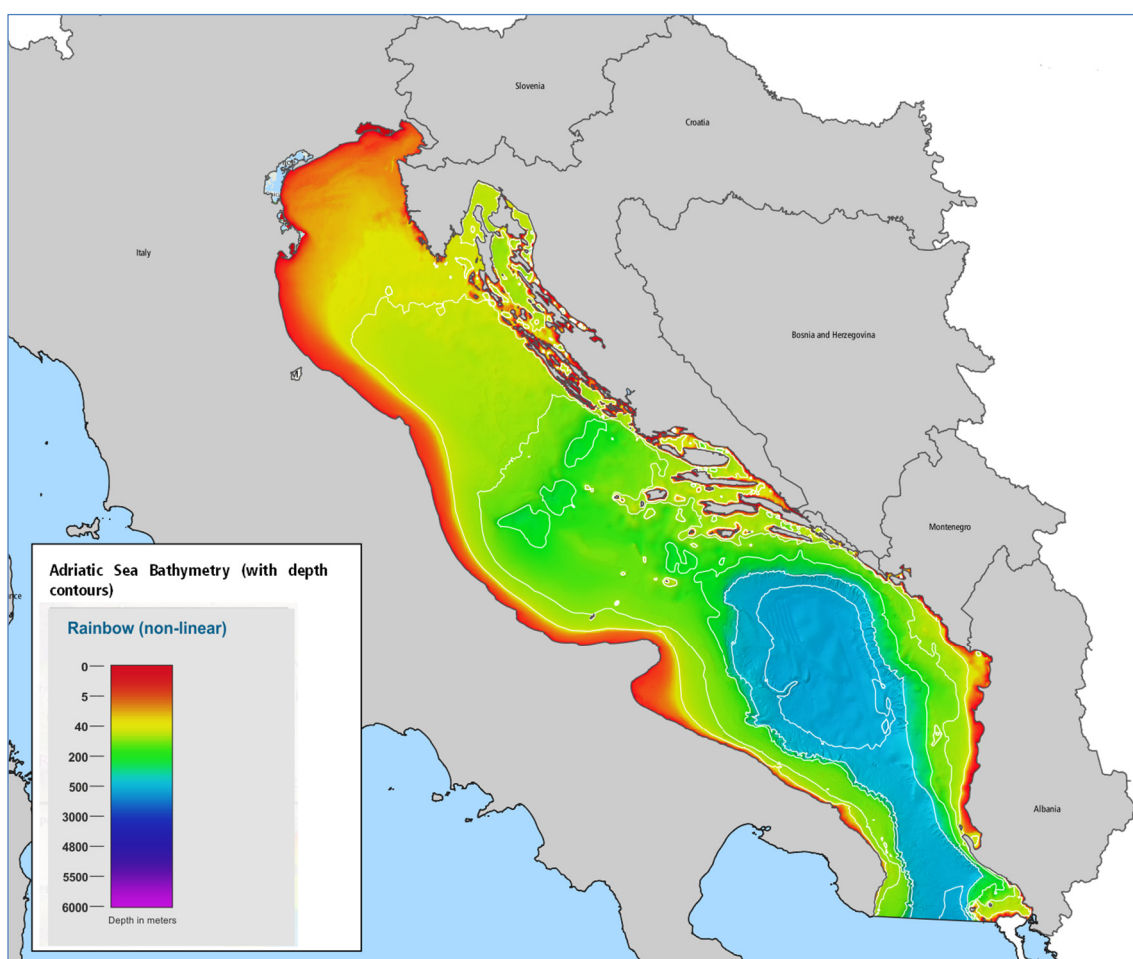 Slovenia
Croatia
Italy
Bosnia and Herzegovina
Montenegro
Albania
Adriatic Sea Bathymetry (with depth
contours)
Rainbow (non-linear)
0
5
40
200
500
3000
4800
5500
6000
Depth in meters